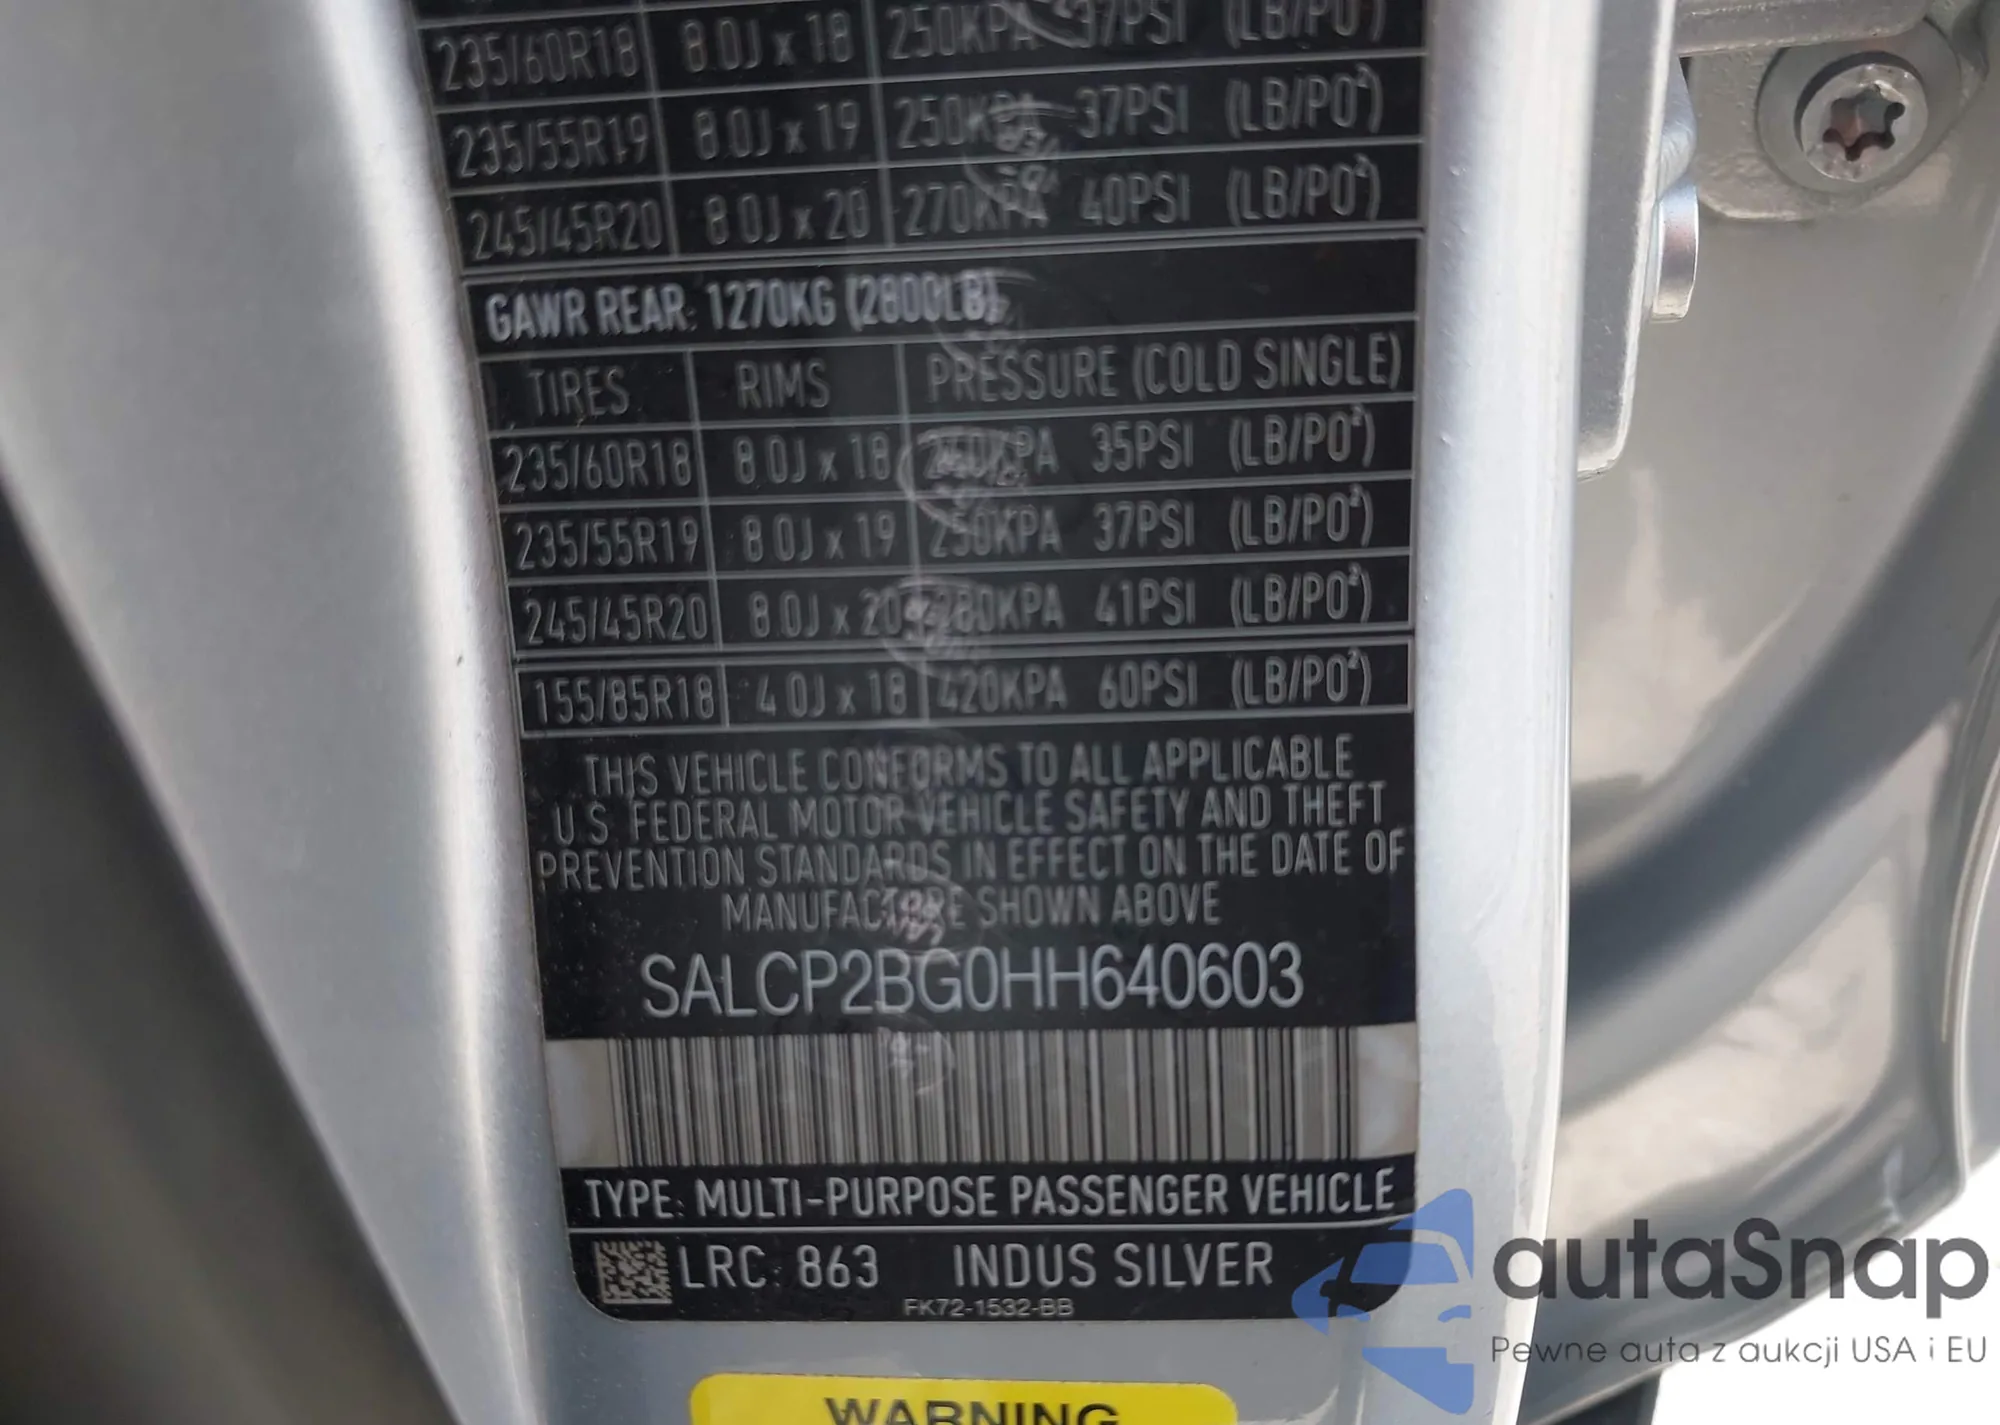 235/60R18 8.0J x 18 250KPA 37PSI (LB/PO²)
235/55R19 8.0J x 19 250KPA 37PSI (LB/PO²)
245/45R20 8.0J x 20 270KPA 40PSI (LB/PO²)
GAWR REAR: 1270KG (2800LB)
TIRES RIMS PRESSURE (COLD SINGLE)
235/60R18 8.0J x 18 240KPA 35PSI (LB/PO²)
235/55R19 8.0J x 19 250KPA 37PSI (LB/PO²)
245/45R20 8.0J x 20 280KPA 41PSI (LB/PO²)
155/85R18 4.0J x 18 420KPA 60PSI (LB/PO²)
THIS VEHICLE CONFORMS TO ALL APPLICABLE
U.S. FEDERAL MOTOR VEHICLE SAFETY AND THEFT
PREVENTION STANDARDS IN EFFECT ON THE DATE OF
MANUFACTURE SHOWN ABOVE
SALCP2BG0HH640603
TYPE: MULTI-PURPOSE PASSENGER VEHICLE
LRC: 863 INDUS SILVER
FK72-1532-BB
WARNING
autaSnap
Pewne auta z aukcji USA i EU